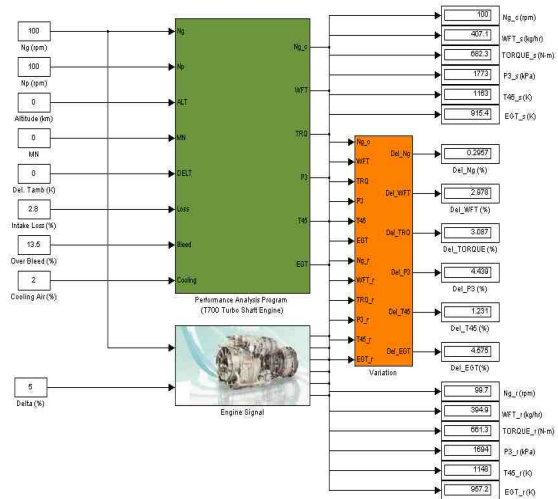 100
Ng (rpm)
100
Np (rpm)
0
Altitude (km)
0
MN
0
Del. Tamb (K)
2.8
Intake Loss (%)
13.5
Over Bleed (%)
2
Cooling Air (%)
5
Delta (%)
Ng
Np
ALT
MN
DELT
Loss
Bleed
Cooling
Ng_c
WFT
TRQ
P3
T45
EGT
Performance Analysis Program
(T700 Turbo Shaft Engine)
Engine Signal
Ng_c
WFT
TRQ
P3
T45
EGT
Ng_r
WFT_r
TRQ_r
P3_r
T45_r
EGT_r
Del_Ng
Del_WFT
Del_TRQ
Del_P3
Del_T45
Del_EGT
Variation
100
Ng_c (rpm)
407.1
WFT_s (kg/hr)
682.3
TORQUE_s (N-m)
1773
P3_s (kPa)
1163
T45_s (K)
915.4
EGT_s (K)
0.2957
Del_Ng (%)
2.978
Del_WFT (%)
3.087
Del_TORQUE (%)
4.439
Del_P3 (%)
1.231
Del_T45 (%)
4.575
Del_EGT(%)
99.7
Ng_r (rpm)
394.9
WFT_r (kg/hr)
661.3
TORQUE_r (N-m)
1694
P3_r (kPa)
1148
T45_r (K)
957.2
EGT_r (K)